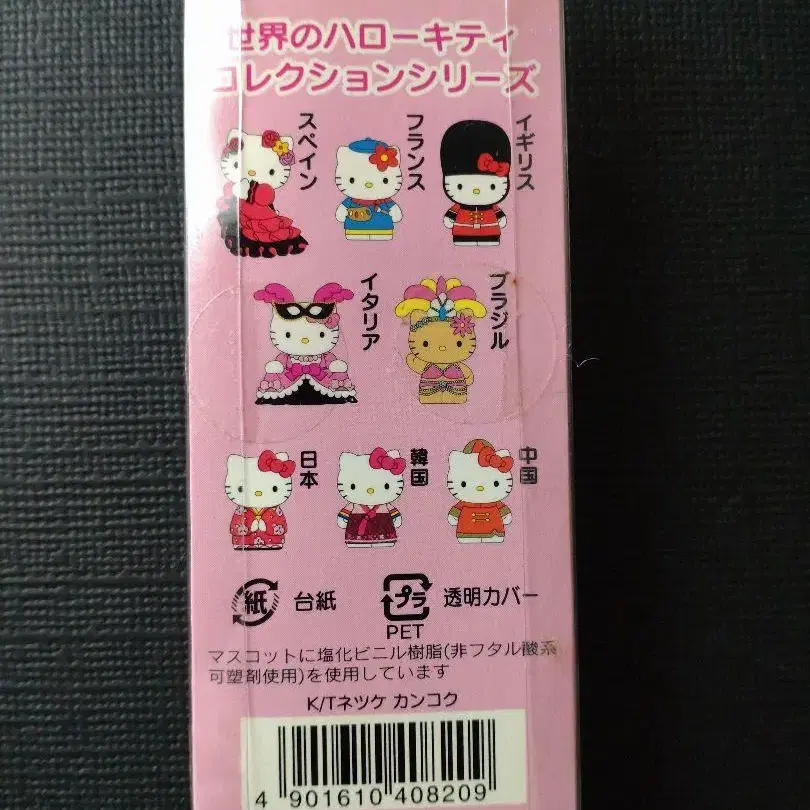 世界のハローキティ
コレクションシリーズ
スペイン
フランス
イギリス
イタリア
ブラジル
日本
韓国
中国
紙 台紙
プラ 透明カバー
PET
マスコットに塩化ビニル樹脂(非フタル酸系
可塑剤使用)を使用しています
K/Tネツケ カンコク
4 901610 408209